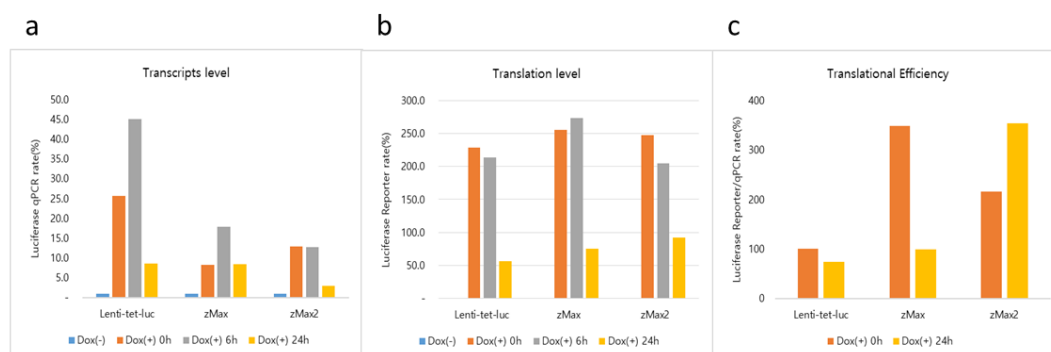 a
Transcripts level
Luciferase qPCR rate(%)
50.0
45.0
40.0
35.0
30.0
25.0
20.0
15.0
10.0
5.0
-
Lenti-tet-luc zMax zMax2
Dox(-) Dox(+) 0h Dox(+) 6h Dox(+) 24h
b
Translation level
Luciferase Reporter rate(%)
300.0
250.0
200.0
150.0
100.0
50.0
-
Lenti-tet-luc zMax zMax2
Dox(-) Dox(+) 0h Dox(+) 6h Dox(+) 24h
c
Translational Efficiency
Luciferase Reporter/qPCR rate(%)
400
300
200
100
0
Lenti-tet-luc zMax zMax2
Dox(+) 0h Dox(+) 24h